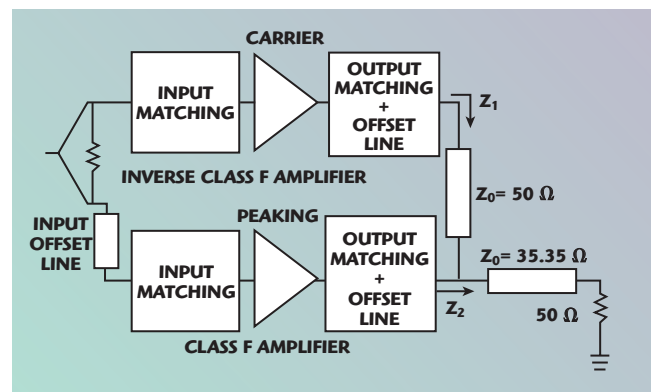 CARRIER
INPUT
MATCHING
OUTPUT
MATCHING
+
OFFSET
LINE
Z₁
INVERSE CLASS F AMPLIFIER
Z₀= 50 Ω
INPUT
OFFSET
LINE
PEAKING
INPUT
MATCHING
OUTPUT
MATCHING
+
OFFSET
LINE
Z₂
Z₀= 35.35 Ω
50 Ω
CLASS F AMPLIFIER